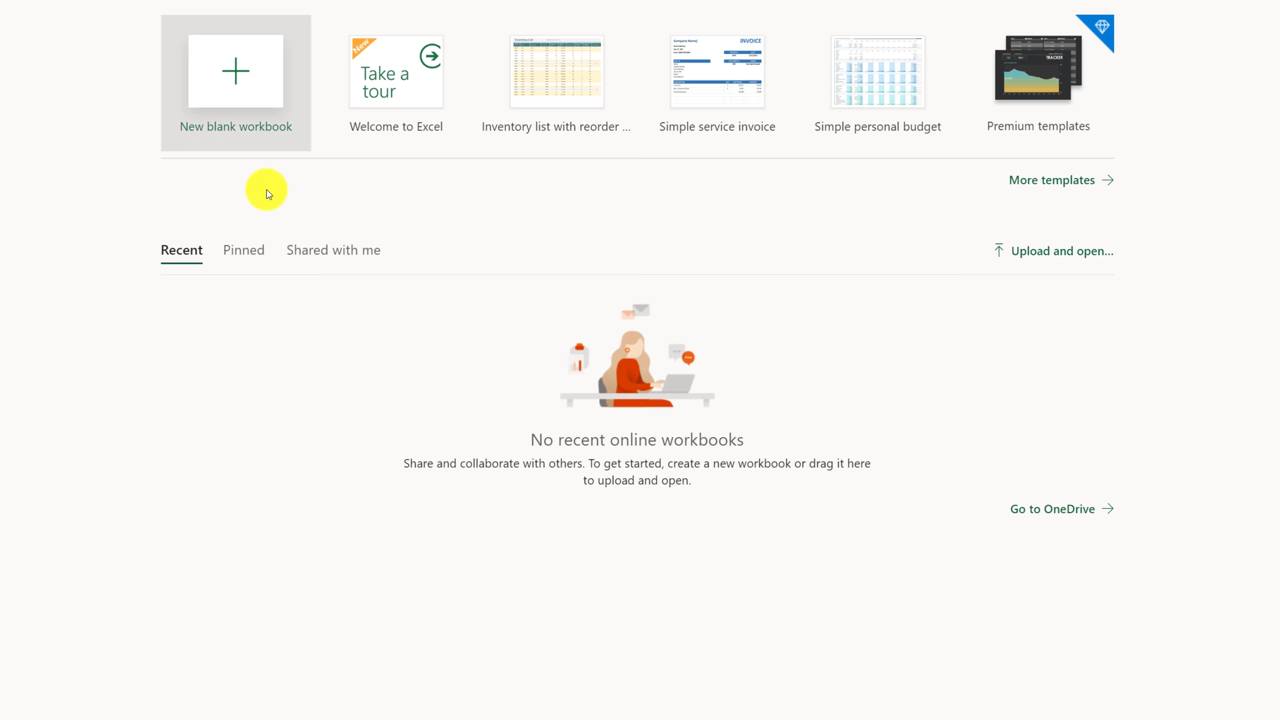 New
Take a
tour
INVOICE
TRACKER
New blank workbook
Welcome to Excel
Inventory list with reorder ...
Simple service invoice
Simple personal budget
Premium templates
More templates
Recent
Pinned
Shared with me
Upload and open...
No recent online workbooks
Share and collaborate with others. To get started, create a new workbook or drag it here
to upload and open.
Go to OneDrive